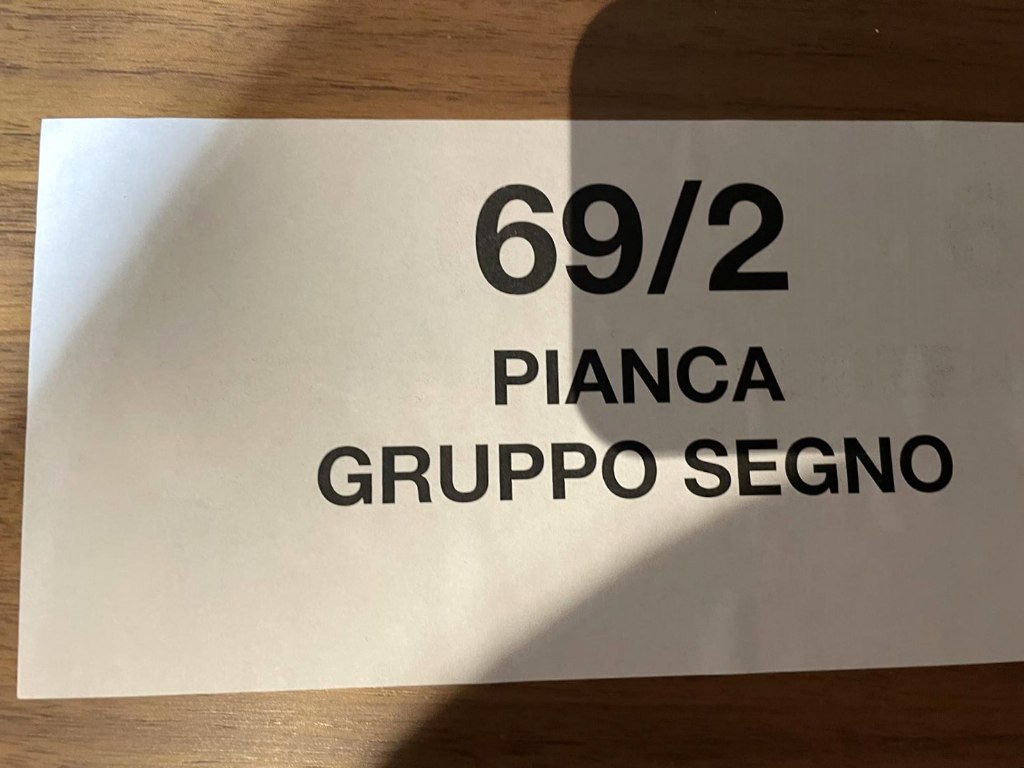 69/2
PIANCA
GRUPPO SEGNO